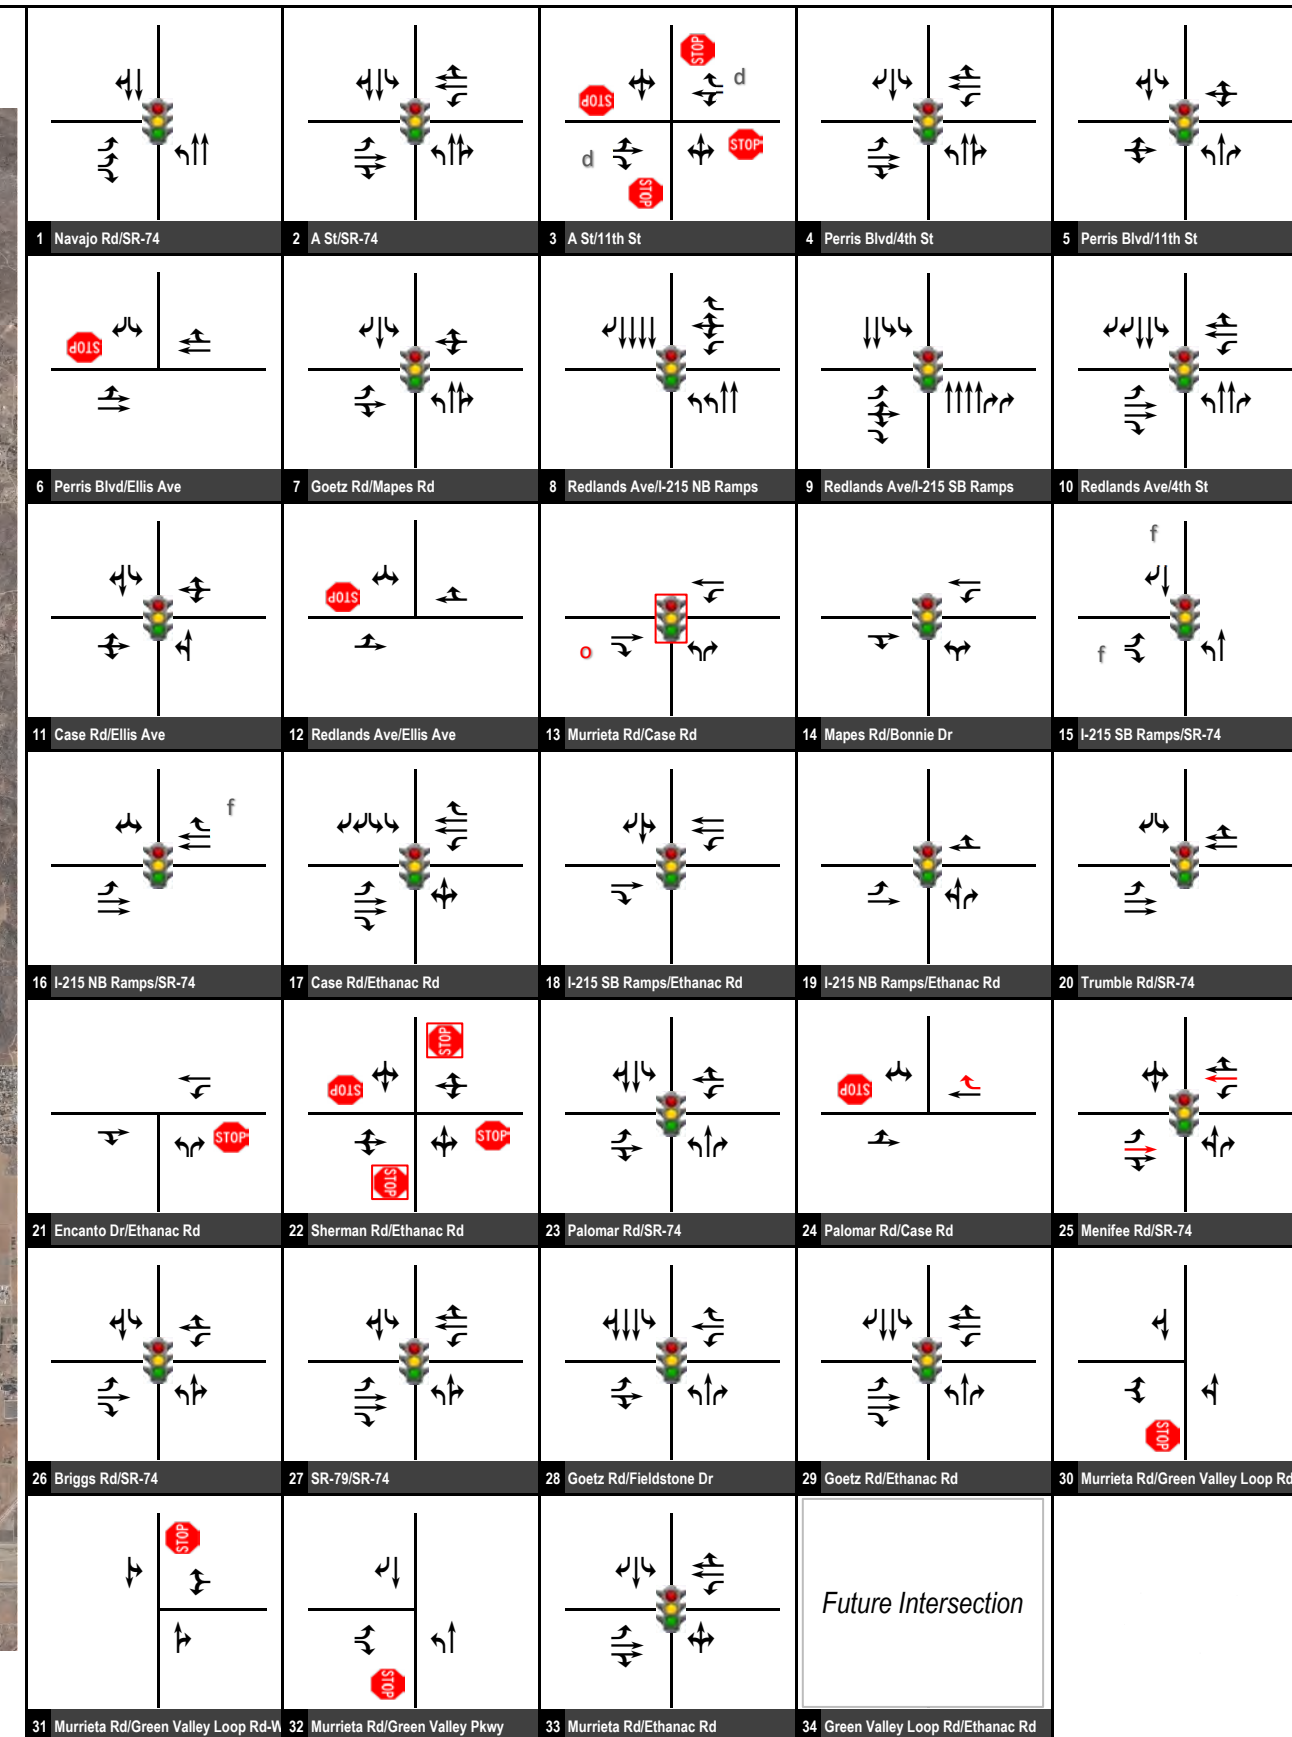 STOP
STOP
d
d
STOP
STOP
1 Navajo Rd/SR-74
2 A St/SR-74
3 A St/11th St
4 Perris Blvd/4th St
5 Perris Blvd/11th St
STOP
6 Perris Blvd/Ellis Ave
7 Goetz Rd/Mapes Rd
8 Redlands Ave/I-215 NB Ramps
9 Redlands Ave/I-215 SB Ramps
10 Redlands Ave/4th St
STOP
o
f
f
11 Case Rd/Ellis Ave
12 Redlands Ave/Ellis Ave
13 Murrieta Rd/Case Rd
14 Mapes Rd/Bonnie Dr
15 I-215 SB Ramps/SR-74
f
16 I-215 NB Ramps/SR-74
17 Case Rd/Ethanac Rd
18 I-215 SB Ramps/Ethanac Rd
19 I-215 NB Ramps/Ethanac Rd
20 Trumble Rd/SR-74
STOP
STOP
STOP
STOP
STOP
STOP
21 Encanto Dr/Ethanac Rd
22 Sherman Rd/Ethanac Rd
23 Palomar Rd/SR-74
24 Palomar Rd/Case Rd
25 Menifee Rd/SR-74
STOP
26 Briggs Rd/SR-74
27 SR-79/SR-74
28 Goetz Rd/Fieldstone Dr
29 Goetz Rd/Ethanac Rd
30 Murrieta Rd/Green Valley Loop Rd
STOP
STOP
Future Intersection
31 Murrieta Rd/Green Valley Loop Rd-W
32 Murrieta Rd/Green Valley Pkwy
33 Murrieta Rd/Ethanac Rd
34 Green Valley Loop Rd/Ethanac Rd